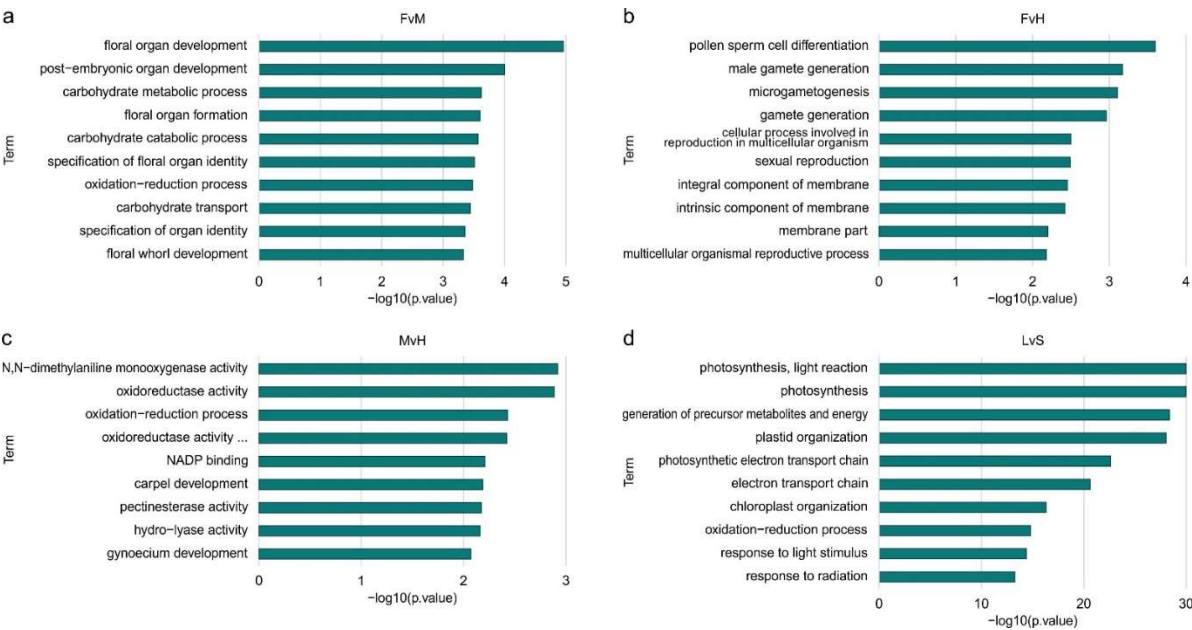 a
FvM
Term
floral organ development
post−embryonic organ development
carbohydrate metabolic process
floral organ formation
carbohydrate catabolic process
specification of floral organ identity
oxidation−reduction process
carbohydrate transport
specification of organ identity
floral whorl development
0 1 2 3 4 5
−log10(p.value)
b
FvH
Term
pollen sperm cell differentiation
male gamete generation
microgametogenesis
gamete generation
cellular process involved in
reproduction in multicellular organism
sexual reproduction
integral component of membrane
intrinsic component of membrane
membrane part
multicellular organismal reproductive process
0 1 2 3 4
−log10(p.value)
c
MvH
Term
N,N−dimethylaniline monooxygenase activity
oxidoreductase activity
oxidation−reduction process
oxidoreductase activity ...
NADP binding
carpel development
pectinesterase activity
hydro−lyase activity
gynoecium development
0 1 2 3
−log10(p.value)
d
LvS
Term
photosynthesis, light reaction
photosynthesis
generation of precursor metabolites and energy
plastid organization
photosynthetic electron transport chain
electron transport chain
chloroplast organization
oxidation−reduction process
response to light stimulus
response to radiation
0 10 20 30
−log10(p.value)